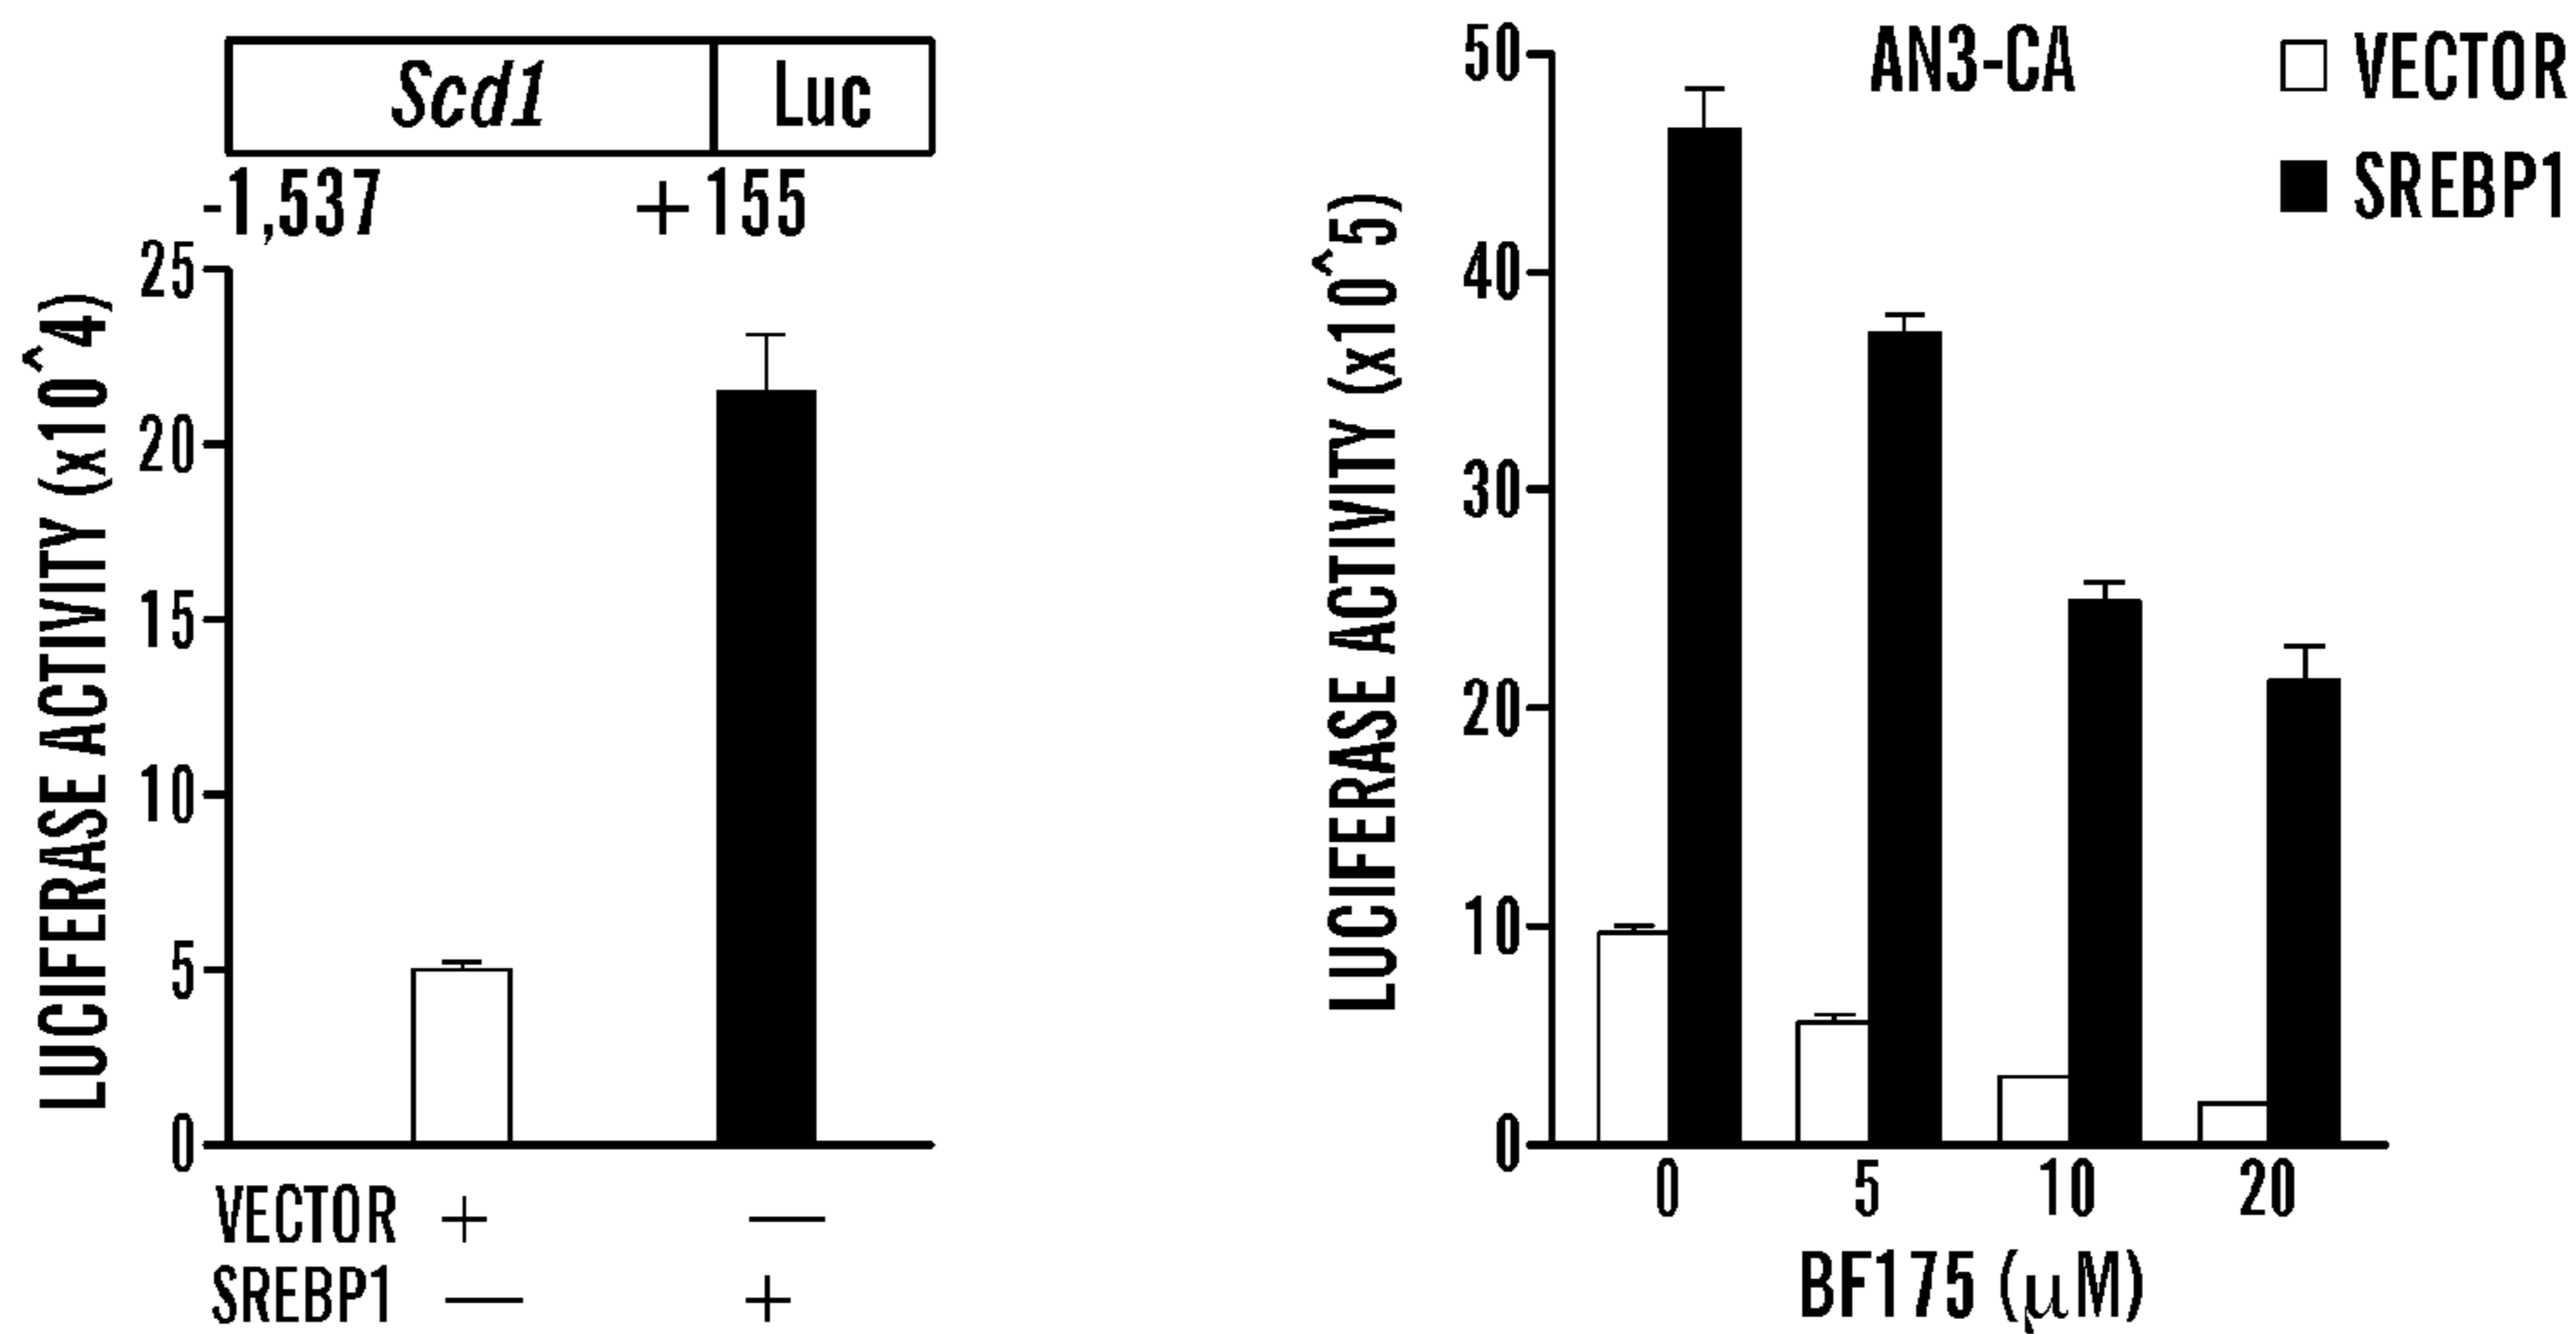 Scd1 Luc
-1,537 +155
LUCIFERASE ACTIVITY (x10^4)
25
20
15
10
5
0
VECTOR + —
SREBP1 — +
AN3-CA
VECTOR
SREBP1
LUCIFERASE ACTIVITY (x10^5)
50
40
30
20
10
0
0 5 10 20
BF175 (μM)